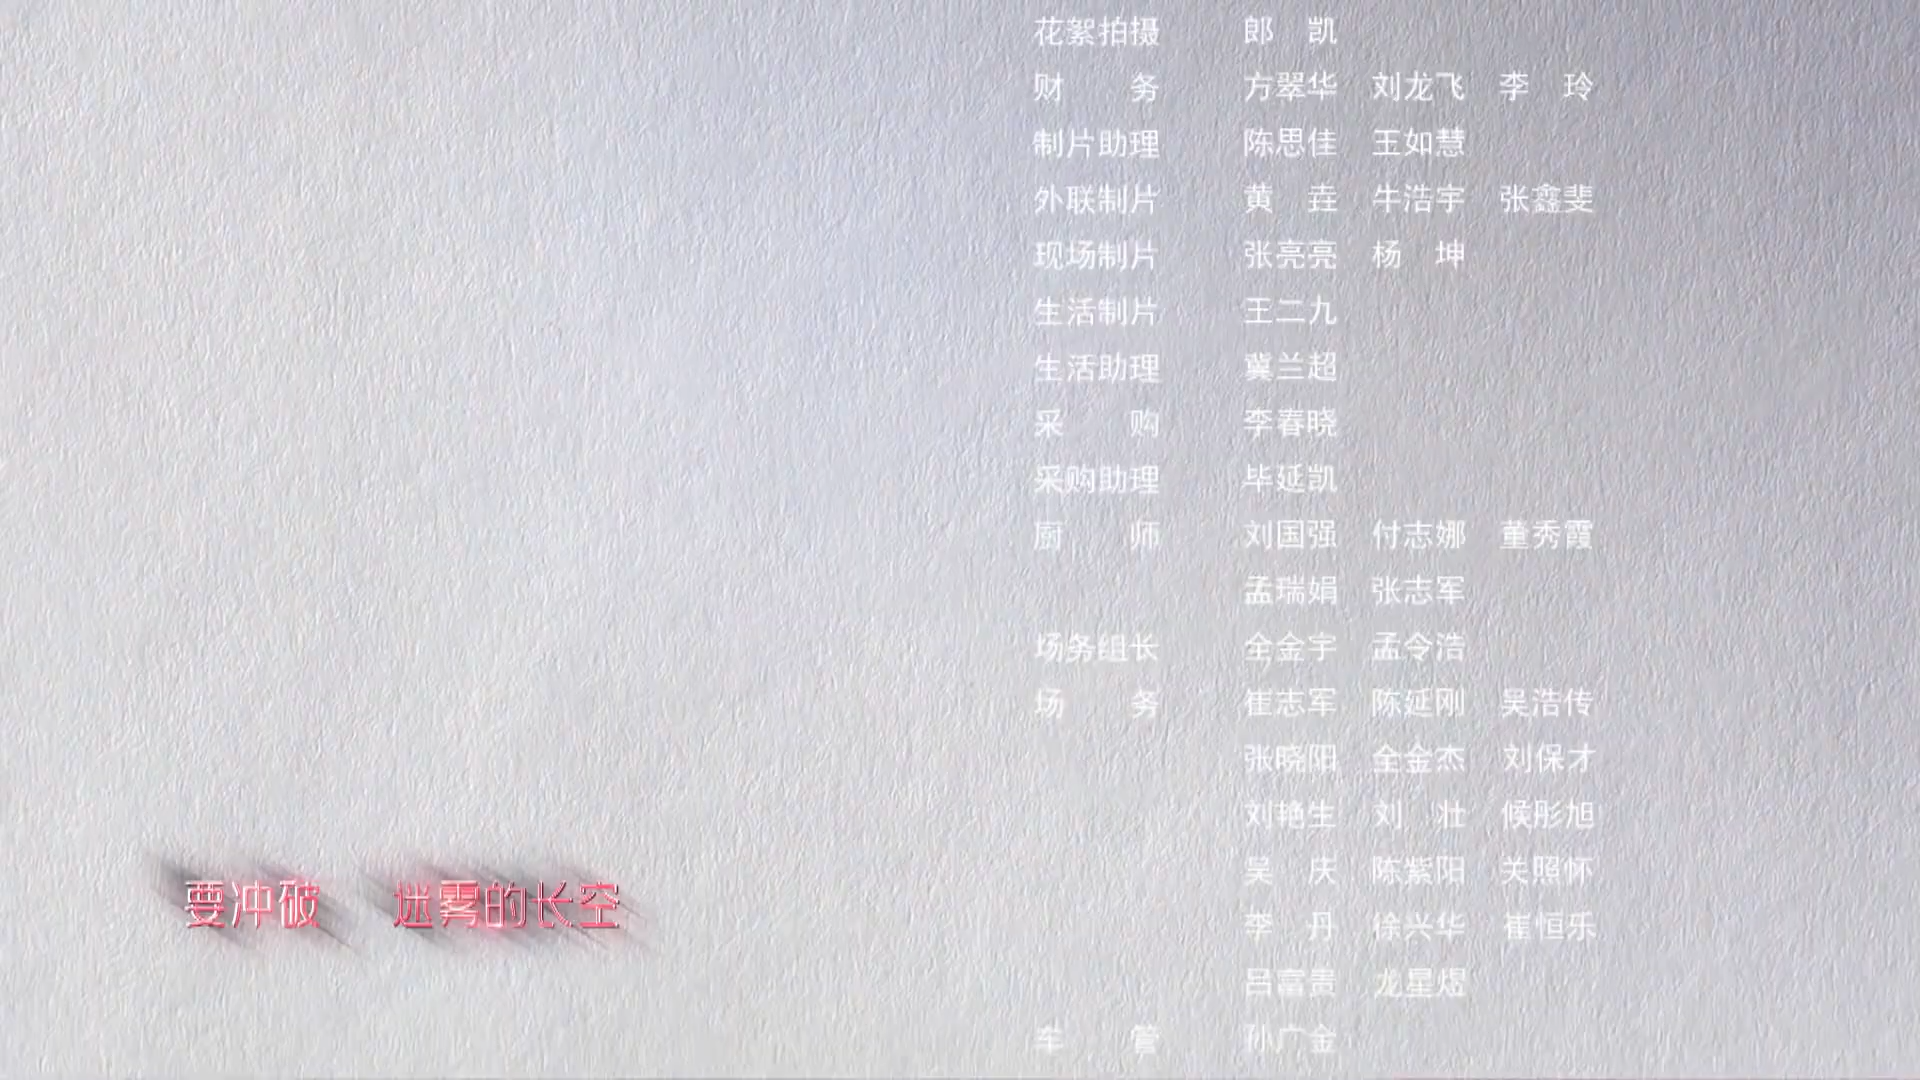 花絮拍摄 郎 凯
财 务 方翠华 刘龙飞 李 玲
制片助理 陈思佳 王如慧
外联制片 黄 垚 牛浩宇 张鑫斐
现场制片 张亮亮 杨 坤
生活制片 王二九
生活助理 冀兰超
采 购 李春晓
采购助理 毕延凯
厨 师 刘国强 付志娜 董秀霞
孟瑞娟 张志军
场务组长 全金宇 孟令浩
场 务 崔志军 陈延刚 吴浩传
张晓阳 全金杰 刘保才
刘艳生 刘 壮 候彤旭
吴 庆 陈紫阳 关照怀
李 丹 徐兴华 崔恒乐
吕富贵 龙星煜
车 管 孙广金
要冲破 迷雾的长空